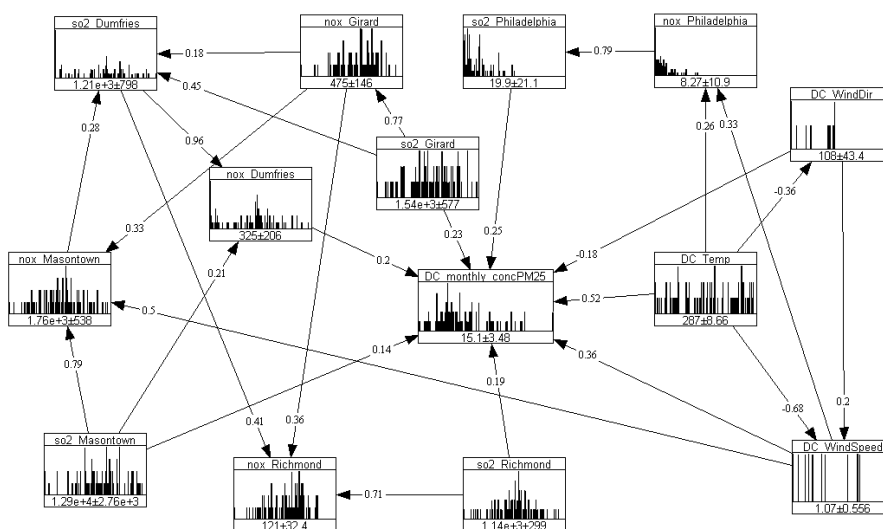 so2_Dumfries
1.21e+3±798
nox_Girard
475±146
so2_Philadelphia
19.9±21.1
nox_Philadelphia
8.27±10.9
0.18
0.79
0.45
DC_WindDir
108±43.4
0.28
0.96
0.77
so2_Girard
1.54e+3±577
0.26
0.33
nox_Dumfries
325±206
-0.36
0.33
0.23
0.25
-0.18
nox_Masontown
1.76e+3±538
0.2
DC_monthly_concPM25
15.1±3.48
DC_Temp
287±8.66
0.21
0.5
0.52
0.79
0.14
0.36
0.19
-0.68
0.2
0.41
0.36
so2_Masontown
1.29e+4±2.76e+3
nox_Richmond
121±32.4
0.71
so2_Richmond
1.14e+3±299
DC_WindSpeed
1.07±0.556